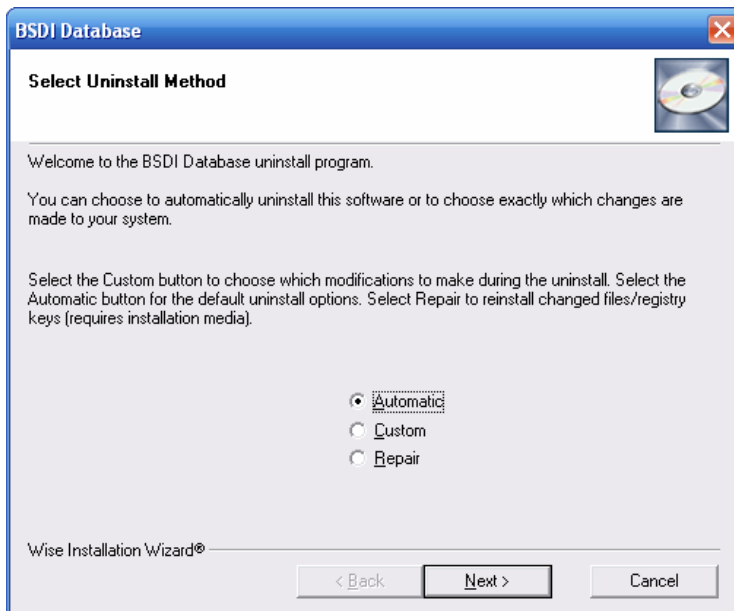 BSDI Database
Select Uninstall Method
Welcome to the BSDI Database uninstall program.
You can choose to automatically uninstall this software or to choose exactly which changes are
made to your system.
Select the Custom button to choose which modifications to make during the uninstall. Select the
Automatic button for the default uninstall options. Select Repair to reinstall changed files/registry
keys (requires installation media).
Automatic
Custom
Repair
Wise Installation Wizard®
< Back
Next >
Cancel